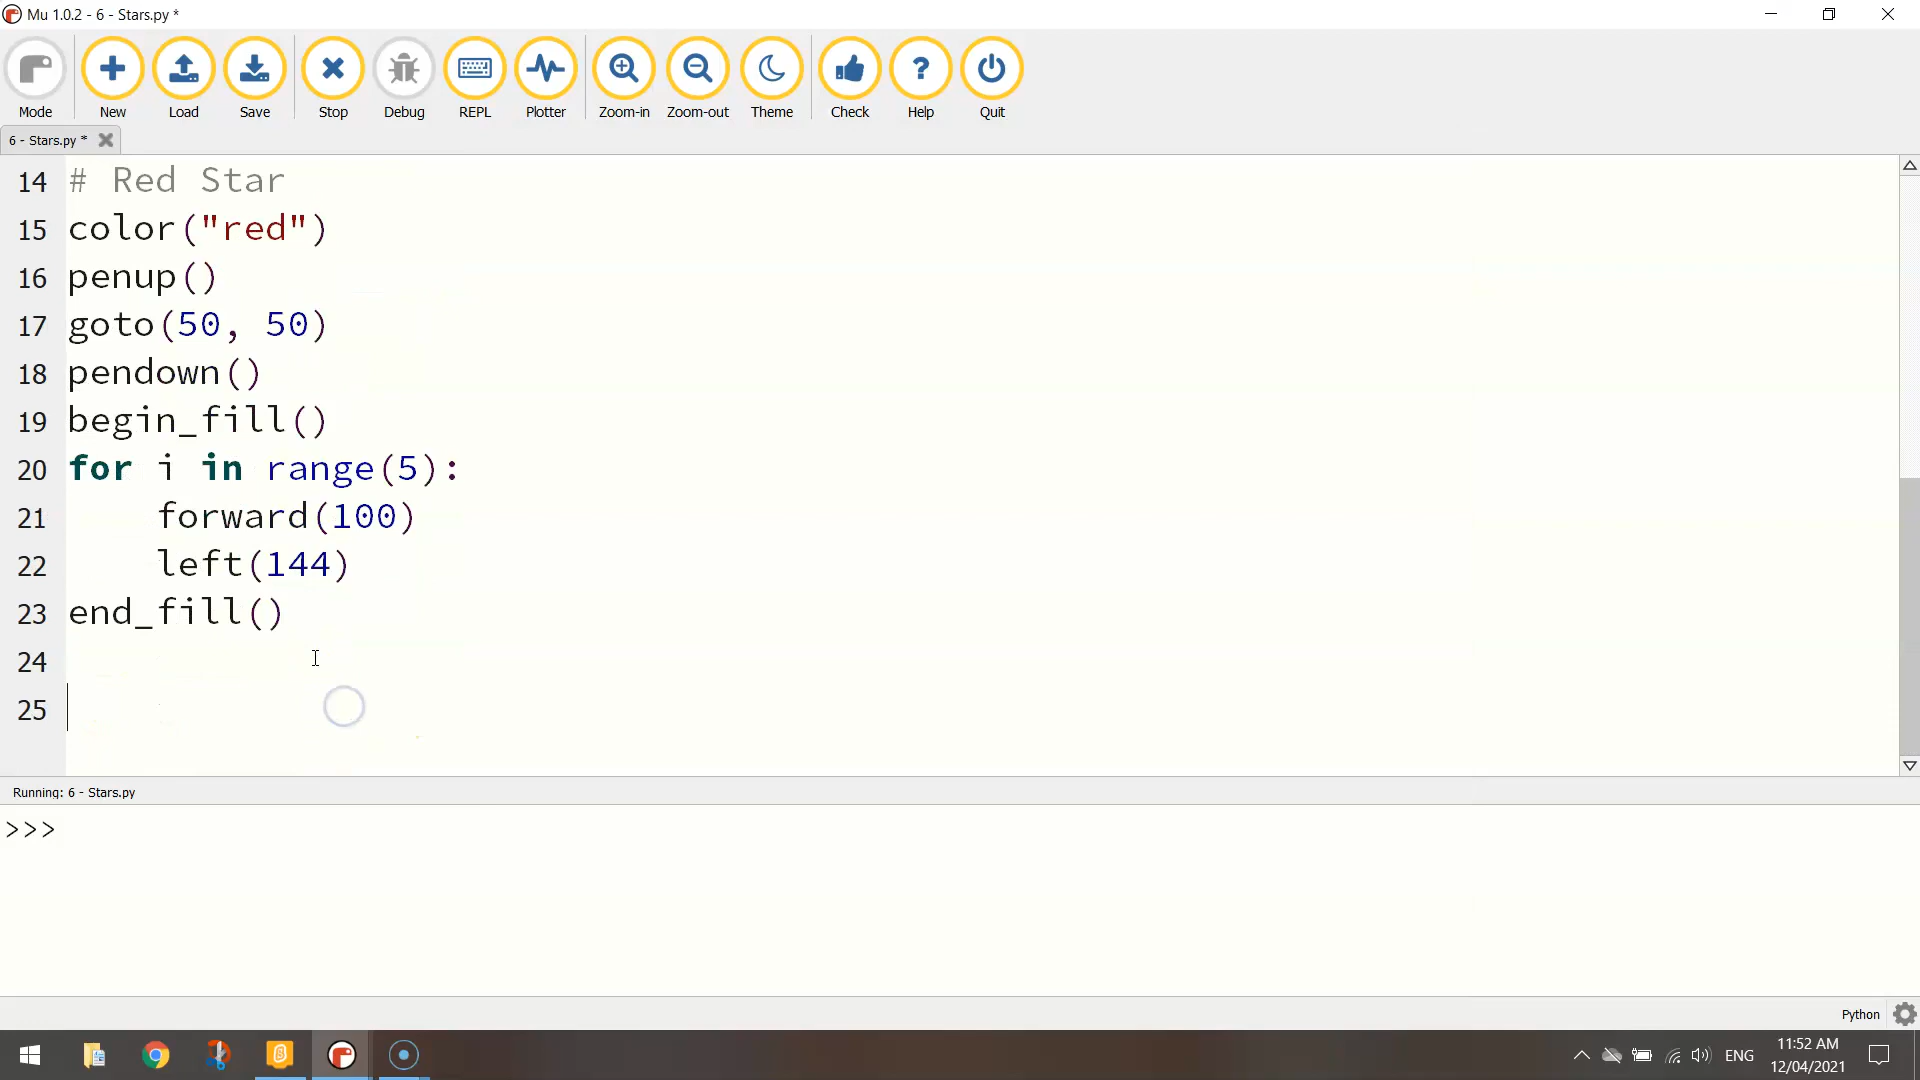 Mu 1.0.2 - 6 - Stars.py *
Mode New Load Save Stop Debug REPL Plotter Zoom-in Zoom-out Theme Check Help Quit
6 - Stars.py *
14 # Red Star
15 color("red")
16 penup()
17 goto(50, 50)
18 pendown()
19 begin_fill()
20 for i in range(5):
21 forward(100)
22 left(144)
23 end_fill()
24
25
Running: 6 - Stars.py
>>>
Python
ENG
11:52 AM
12/04/2021